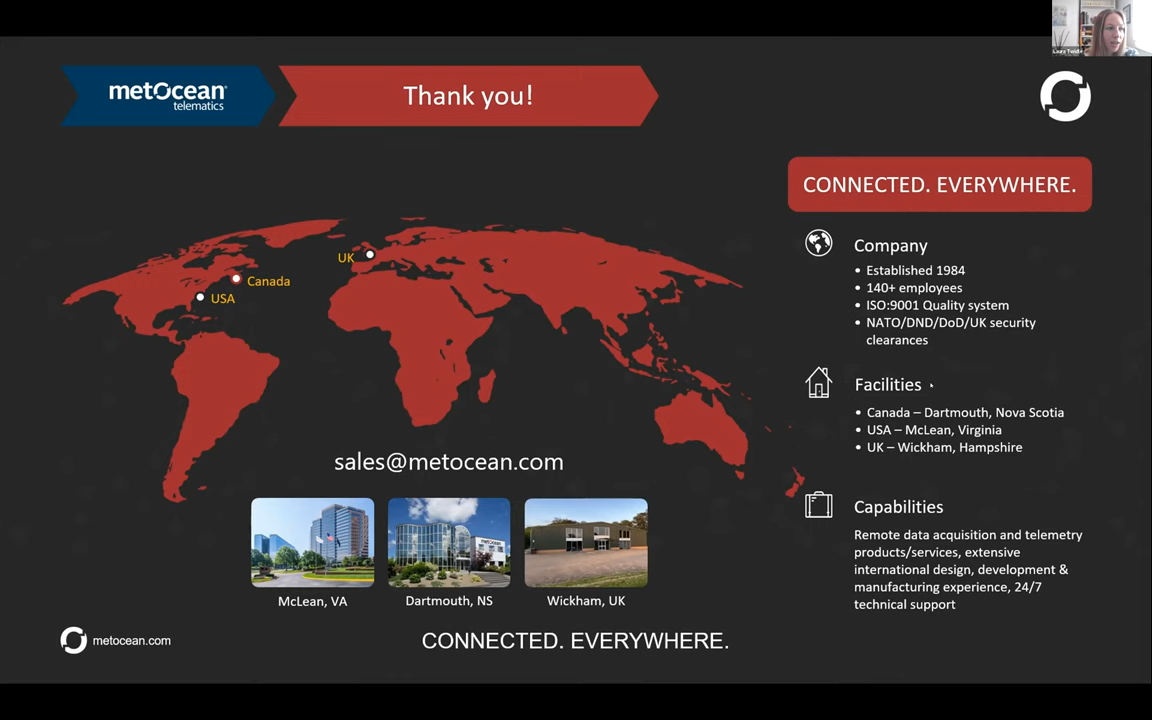 Laura Twidle
metOcean®
telematics
Thank you!
CONNECTED. EVERYWHERE.
Company
• Established 1984
• 140+ employees
• ISO:9001 Quality system
• NATO/DND/DoD/UK security
clearances
UK
Canada
USA
Facilities
• Canada – Dartmouth, Nova Scotia
• USA – McLean, Virginia
• UK – Wickham, Hampshire
sales@metocean.com
Capabilities
Remote data acquisition and telemetry
products/services, extensive
international design, development &
manufacturing experience, 24/7
technical support
METOCEAN
McLean, VA
Dartmouth, NS
Wickham, UK
metocean.com
CONNECTED. EVERYWHERE.